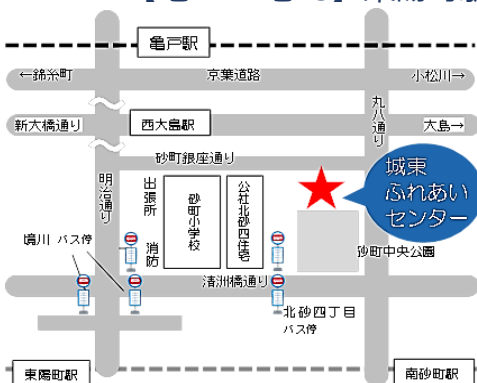 亀戸駅
←錦糸町
京葉道路
小松川→
丸八通り
新大橋通り
西大島駅
大島→
砂町銀座通り
明治通り
出張所
消防
砂町小学校
公社北砂四住宅
城東
ふれあい
センター
境川 バス停
砂町中央公園
清洲橋通り
北砂四丁目
バス停
東陽町駅
南砂町駅